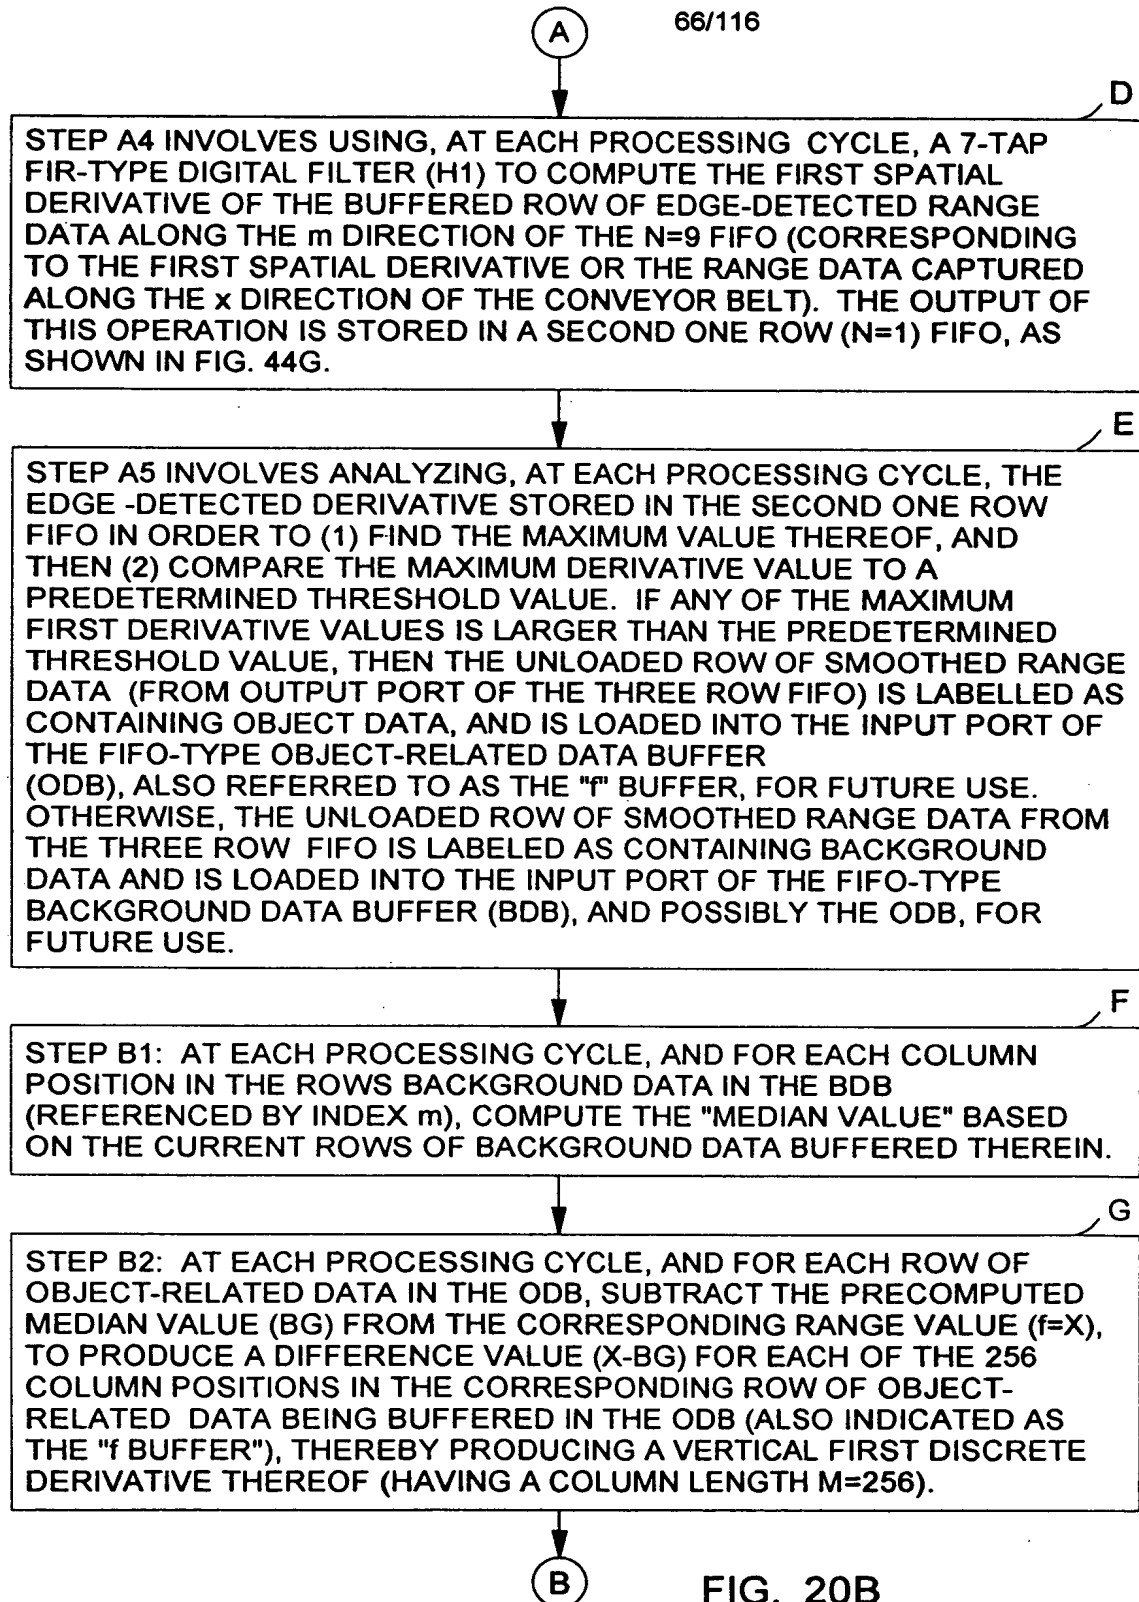 A
66/116
D
STEP A4 INVOLVES USING, AT EACH PROCESSING CYCLE, A 7-TAP
FIR-TYPE DIGITAL FILTER (H1) TO COMPUTE THE FIRST SPATIAL
DERIVATIVE OF THE BUFFERED ROW OF EDGE-DETECTED RANGE
DATA ALONG THE m DIRECTION OF THE N=9 FIFO (CORRESPONDING
TO THE FIRST SPATIAL DERIVATIVE OR THE RANGE DATA CAPTURED
ALONG THE x DIRECTION OF THE CONVEYOR BELT). THE OUTPUT OF
THIS OPERATION IS STORED IN A SECOND ONE ROW (N=1) FIFO, AS
SHOWN IN FIG. 44G.
E
STEP A5 INVOLVES ANALYZING, AT EACH PROCESSING CYCLE, THE
EDGE -DETECTED DERIVATIVE STORED IN THE SECOND ONE ROW
FIFO IN ORDER TO (1) FIND THE MAXIMUM VALUE THEREOF, AND
THEN (2) COMPARE THE MAXIMUM DERIVATIVE VALUE TO A
PREDETERMINED THRESHOLD VALUE. IF ANY OF THE MAXIMUM
FIRST DERIVATIVE VALUES IS LARGER THAN THE PREDETERMINED
THRESHOLD VALUE, THEN THE UNLOADED ROW OF SMOOTHED RANGE
DATA (FROM OUTPUT PORT OF THE THREE ROW FIFO) IS LABELLED AS
CONTAINING OBJECT DATA, AND IS LOADED INTO THE INPUT PORT OF
THE FIFO-TYPE OBJECT-RELATED DATA BUFFER
(ODB), ALSO REFERRED TO AS THE "f" BUFFER, FOR FUTURE USE.
OTHERWISE, THE UNLOADED ROW OF SMOOTHED RANGE DATA FROM
THE THREE ROW FIFO IS LABELED AS CONTAINING BACKGROUND
DATA AND IS LOADED INTO THE INPUT PORT OF THE FIFO-TYPE
BACKGROUND DATA BUFFER (BDB), AND POSSIBLY THE ODB, FOR
FUTURE USE.
F
STEP B1: AT EACH PROCESSING CYCLE, AND FOR EACH COLUMN
POSITION IN THE ROWS BACKGROUND DATA IN THE BDB
(REFERENCED BY INDEX m), COMPUTE THE "MEDIAN VALUE" BASED
ON THE CURRENT ROWS OF BACKGROUND DATA BUFFERED THEREIN.
G
STEP B2: AT EACH PROCESSING CYCLE, AND FOR EACH ROW OF
OBJECT-RELATED DATA IN THE ODB, SUBTRACT THE PRECOMPUTED
MEDIAN VALUE (BG) FROM THE CORRESPONDING RANGE VALUE (f=X),
TO PRODUCE A DIFFERENCE VALUE (X-BG) FOR EACH OF THE 256
COLUMN POSITIONS IN THE CORRESPONDING ROW OF OBJECT-
RELATED DATA BEING BUFFERED IN THE ODB (ALSO INDICATED AS
THE "f BUFFER"), THEREBY PRODUCING A VERTICAL FIRST DISCRETE
DERIVATIVE THEREOF (HAVING A COLUMN LENGTH M=256).
B
FIG. 20B